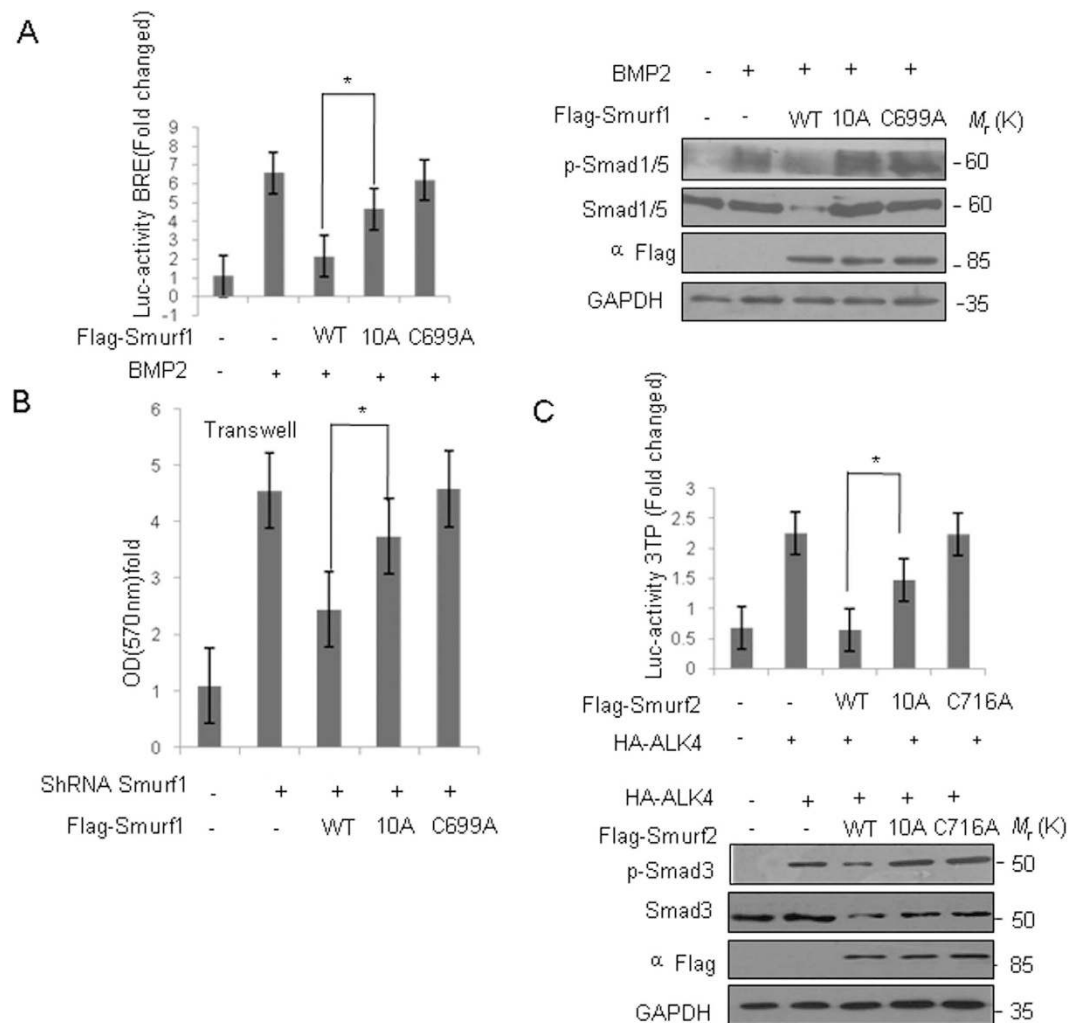 A
Luc-activity BRE(Fold changed)
9
8
7
6
5
4
3
2
1
0
-1
*
Flag-Smurf1 - - WT 10A C699A
BMP2 - + + + +
BMP2 - + + + +
Flag-Smurf1 - - WT 10A C699A Mr (K)
p-Smad1/5 -60
Smad1/5 -60
α Flag -85
GAPDH -35
B
OD(570nm)fold
6
5
4
3
2
1
0
Transwell
*
ShRNA Smurf1 - + + + +
Flag-Smurf1 - - WT 10A C699A
C
Luc-activity 3TP (Fold changed)
3
2.5
2
1.5
1
0.5
0
*
Flag-Smurf2 - - WT 10A C716A
HA-ALK4 - + + + +
HA-ALK4 - + + + +
Flag-Smurf2 - - WT 10A C716A Mr (K)
p-Smad3 - 50
Smad3 - 50
α Flag - 85
GAPDH - 35